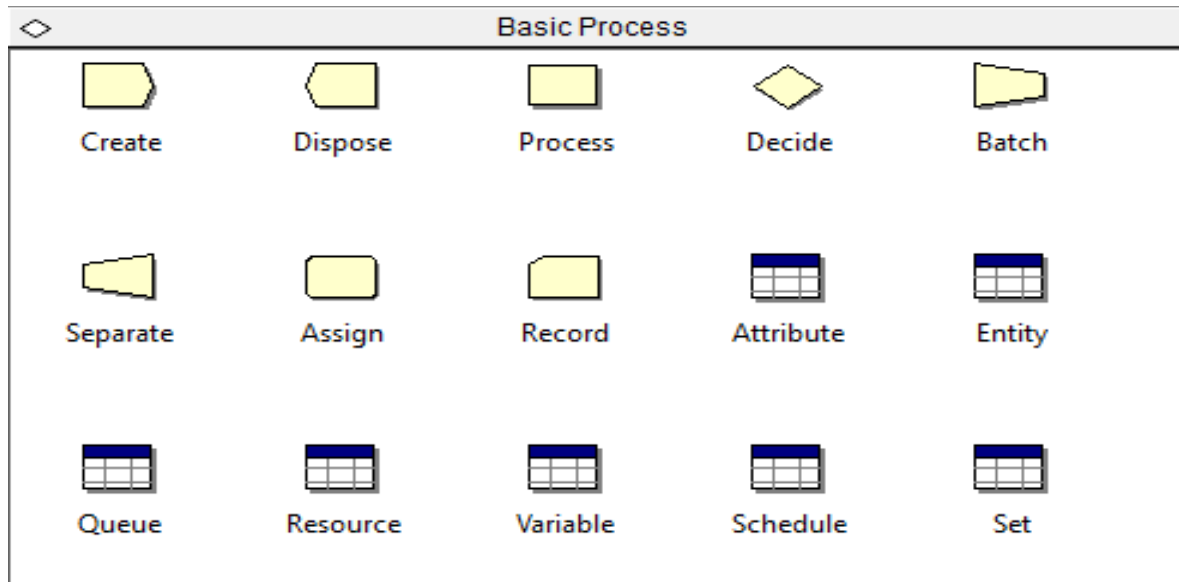 Basic Process
Create Dispose Process Decide Batch
Separate Assign Record Attribute Entity
Queue Resource Variable Schedule Set